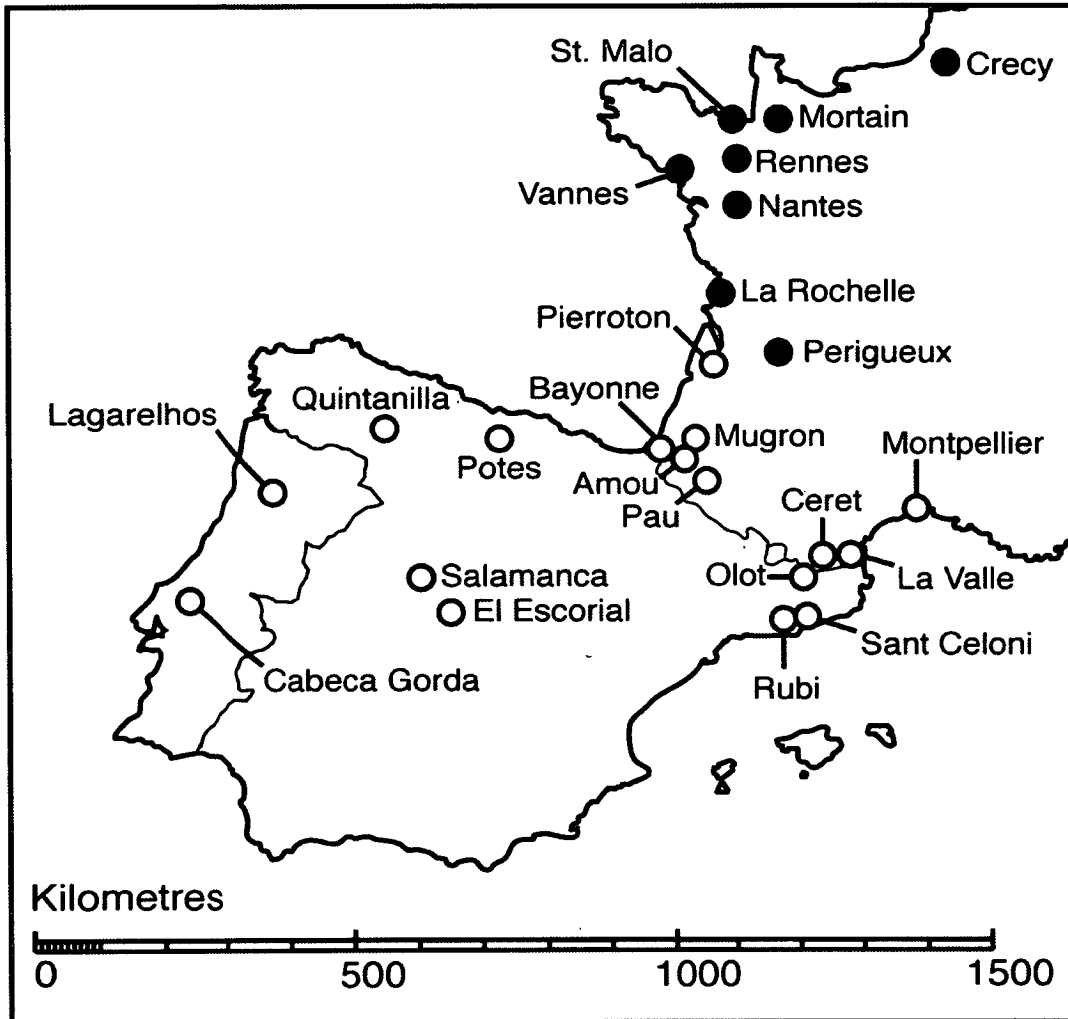 St. Malo
Crecy
Mortain
Rennes
Vannes
Nantes
La Rochelle
Pierroton
Perigueux
Bayonne
Quintanilla
Lagarelhos
Mugron
Montpellier
Potes
Amou
Pau
Ceret
Salamanca
Olot
La Valle
El Escorial
Sant Celoni
Cabeca Gorda
Rubi
Kilometres
0 500 1000 1500